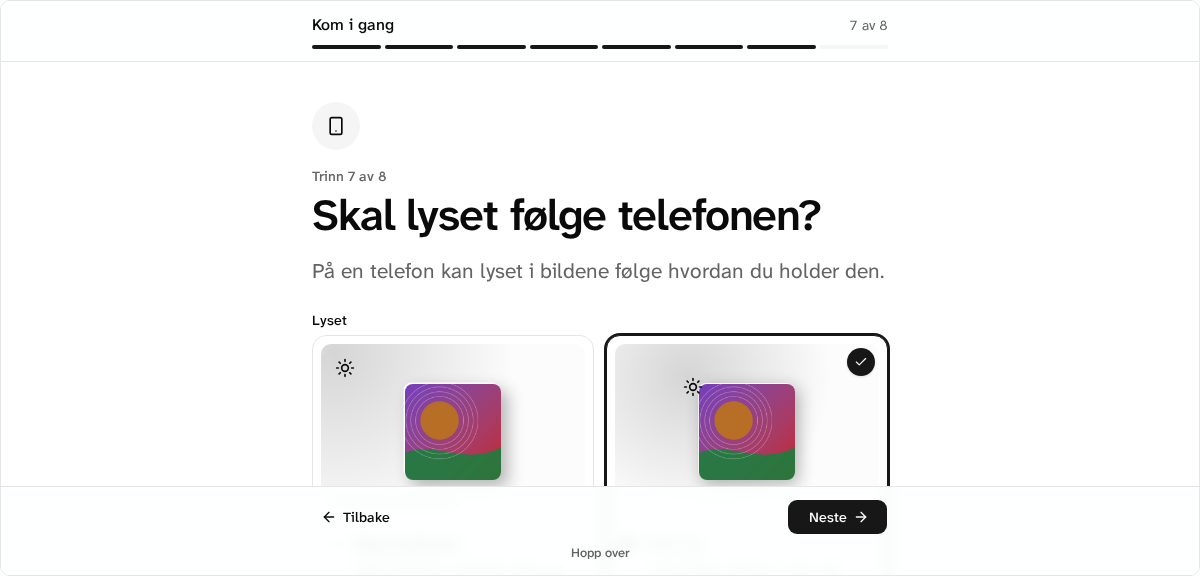 Kom i gang
7 av 8
Trinn 7 av 8
Skal lyset følge telefonen?
På en telefon kan lyset i bildene følge hvordan du holder den.
Lyset
Tilbake
Neste
Hopp over